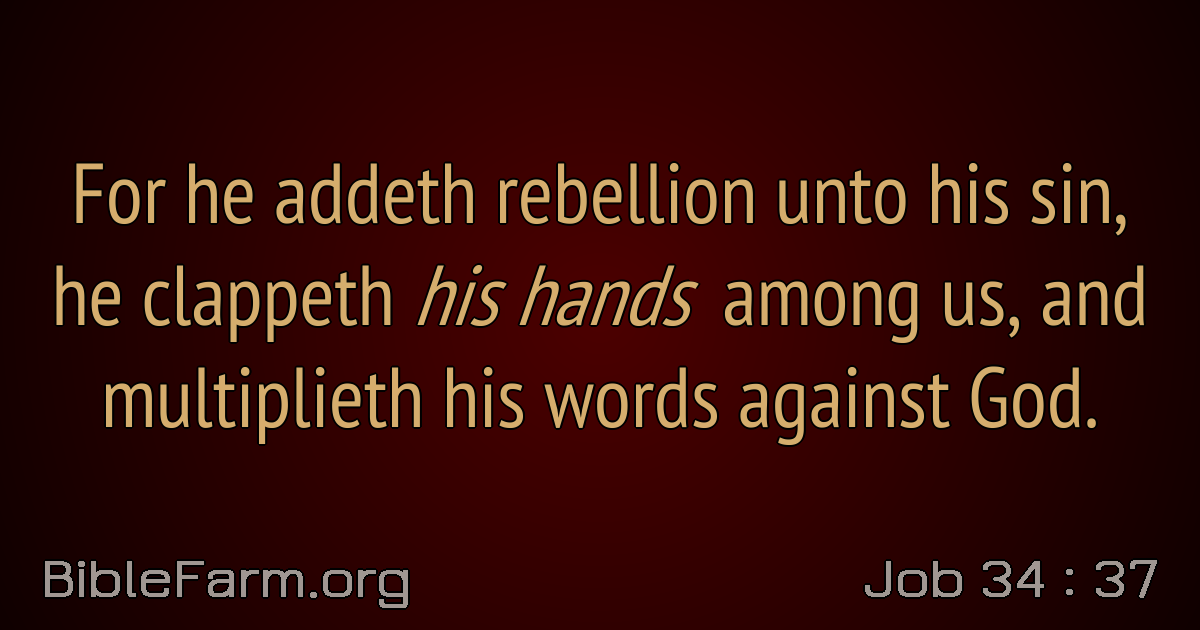 For he addeth rebellion unto his sin,
he clappeth his hands among us, and
multiplieth his words against God.
BibleFarm.org
Job 34 : 37